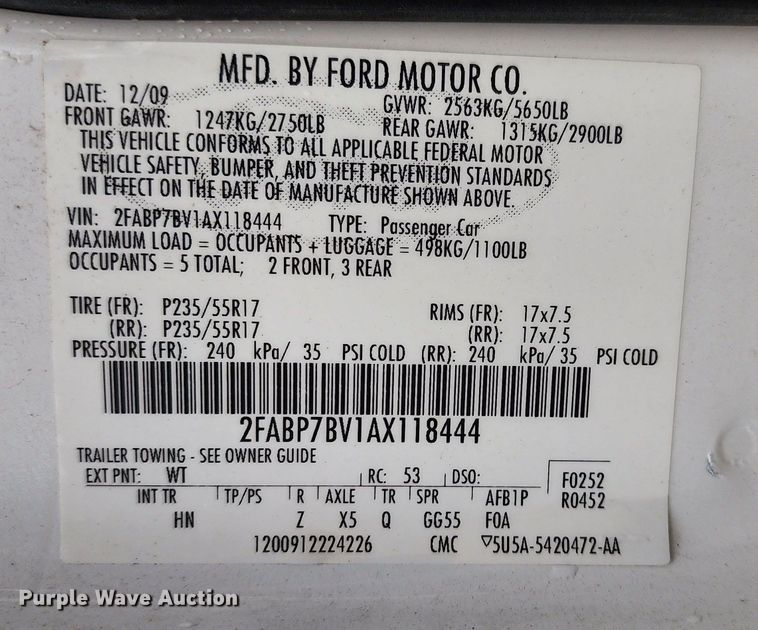 MFD. BY FORD MOTOR CO.
DATE: 12/09 GVWR: 2563KG/5650LB
FRONT GAWR: 1247KG/2750LB REAR GAWR: 1315KG/2900LB
THIS VEHICLE CONFORMS TO ALL APPLICABLE FEDERAL MOTOR
VEHICLE SAFETY, BUMPER, AND THEFT PREVENTION STANDARDS
IN EFFECT ON THE DATE OF MANUFACTURE SHOWN ABOVE.
VIN: 2FABP7BV1AX118444 TYPE: Passenger Car
MAXIMUM LOAD = OCCUPANTS + LUGGAGE = 498KG/1100LB
OCCUPANTS = 5 TOTAL; 2 FRONT, 3 REAR
TIRE (FR): P235/55R17 RIMS (FR): 17x7.5
(RR): P235/55R17 (RR): 17x7.5
PRESSURE (FR): 240 kPa/ 35 PSI COLD (RR): 240 kPa/ 35 PSI COLD
2FABP7BV1AX118444
TRAILER TOWING - SEE OWNER GUIDE
EXT PNT: WT RC: 53 DSO: F0252
INT TR TP/PS R AXLE TR SPR AFB1P R0452
HN Z X5 Q GG55 F0A
1200912224226 CMC ▽5U5A-5420472-AA
Purple Wave Auction